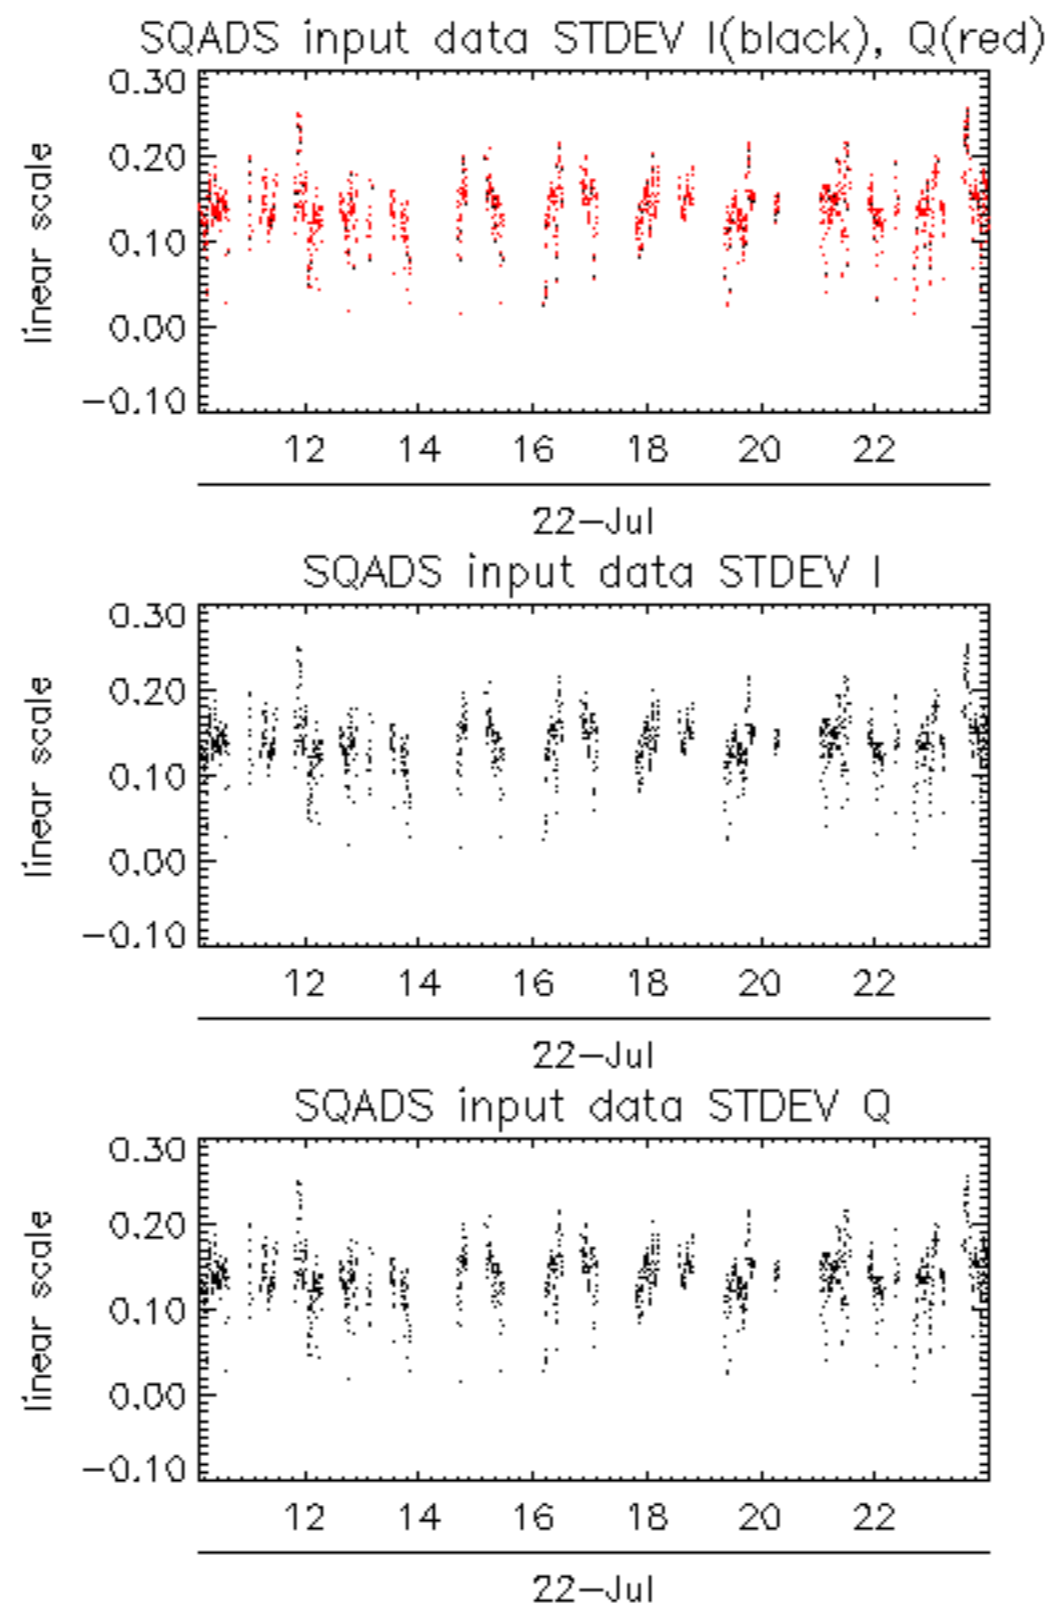 SQADS input data STDEV I(black), Q(red)
linear scale
0.30
0.20
0.10
0.00
−0.10
12 14 16 18 20 22
22−Jul
SQADS input data STDEV I
linear scale
0.30
0.20
0.10
0.00
−0.10
12 14 16 18 20 22
22−Jul
SQADS input data STDEV Q
linear scale
0.30
0.20
0.10
0.00
−0.10
12 14 16 18 20 22
22−Jul